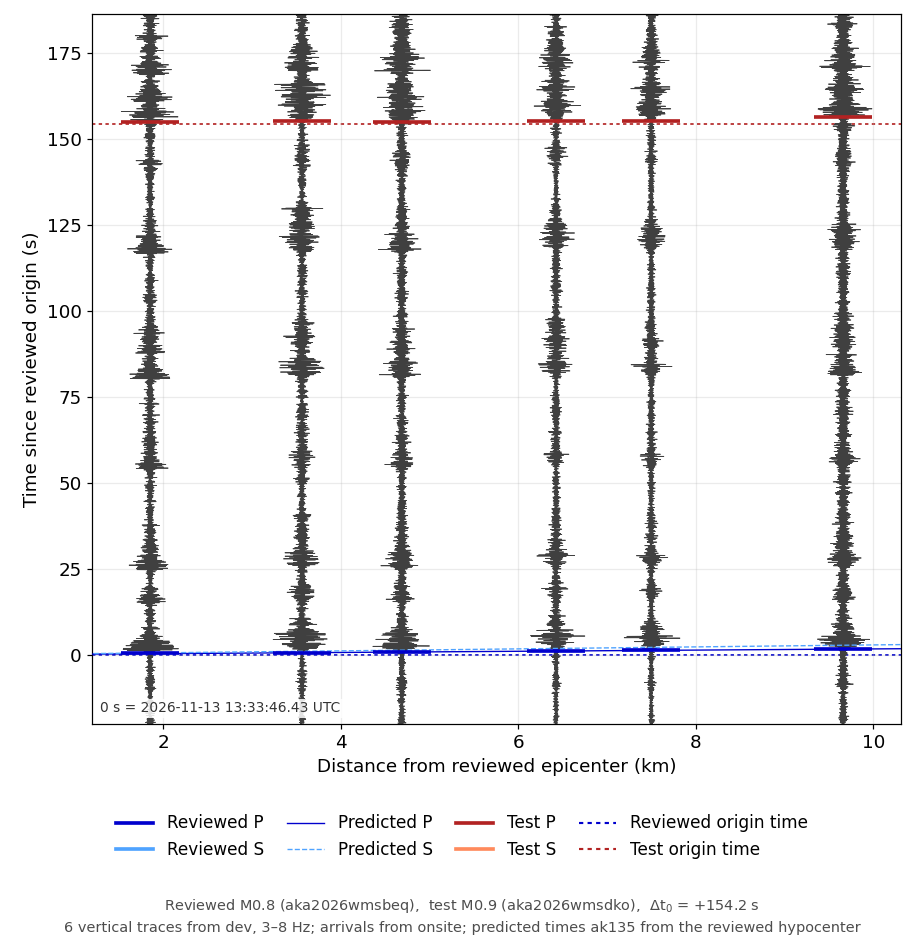 175
150
125
100
75
50
25
0
Time since reviewed origin (s)
0 s = 2026-11-13 13:33:46.43 UTC
2 4 6 8 10
Distance from reviewed epicenter (km)
Reviewed P Predicted P Test P Reviewed origin time
Reviewed S Predicted S Test S Test origin time
Reviewed M0.8 (aka2026wmsbeq), test M0.9 (aka2026wmsdko), Δt₀ = +154.2 s
6 vertical traces from dev, 3–8 Hz; arrivals from onsite; predicted times ak135 from the reviewed hypocenter